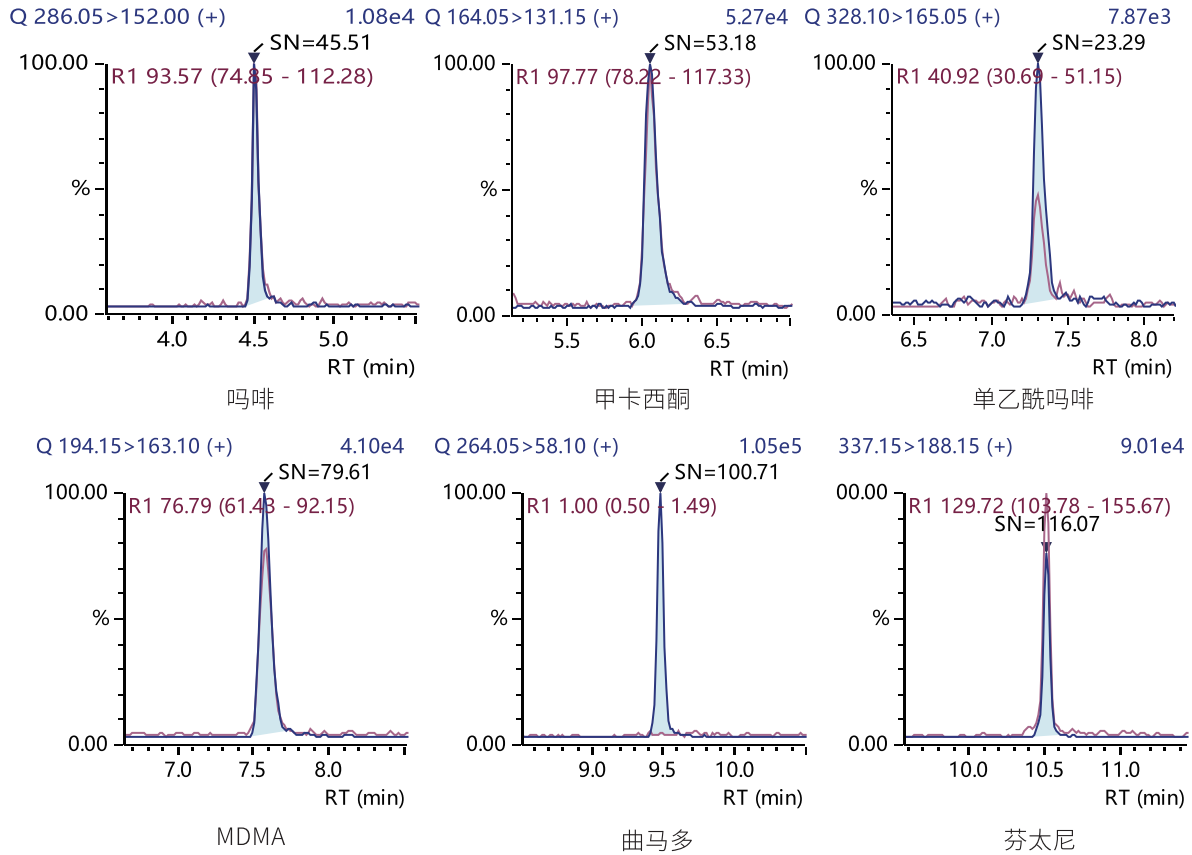 Q 286.05>152.00 (+) 1.08e4
SN=45.51
100.00
R1 93.57 (74.85 - 112.28)
%
0.00
4.0 4.5 5.0
RT (min)
吗啡
Q 164.05>131.15 (+) 5.27e4
SN=53.18
100.00
R1 97.77 (78.22 - 117.33)
%
0.00
5.5 6.0 6.5
RT (min)
甲卡西酮
Q 328.10>165.05 (+) 7.87e3
SN=23.29
100.00
R1 40.92 (30.69 - 51.15)
%
0.00
6.5 7.0 7.5 8.0
RT (min)
单乙酰吗啡
Q 194.15>163.10 (+) 4.10e4
SN=79.61
100.00
R1 76.79 (61.43 - 92.15)
%
0.00
7.0 7.5 8.0
RT (min)
MDMA
Q 264.05>58.10 (+) 1.05e5
SN=100.71
100.00
R1 1.00 (0.50 - 1.49)
%
0.00
9.0 9.5 10.0
RT (min)
曲马多
337.15>188.15 (+) 9.01e4
00.00
R1 129.72 (103.78 - 155.67)
SN=116.07
%
0.00
10.0 10.5 11.0
RT (min)
芬太尼